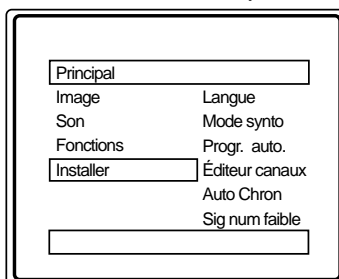 Principal
Image Langue
Son Mode synto
Fonctions Progr. auto.
Installer Éditeur canaux
Auto Chron
Sig num faible